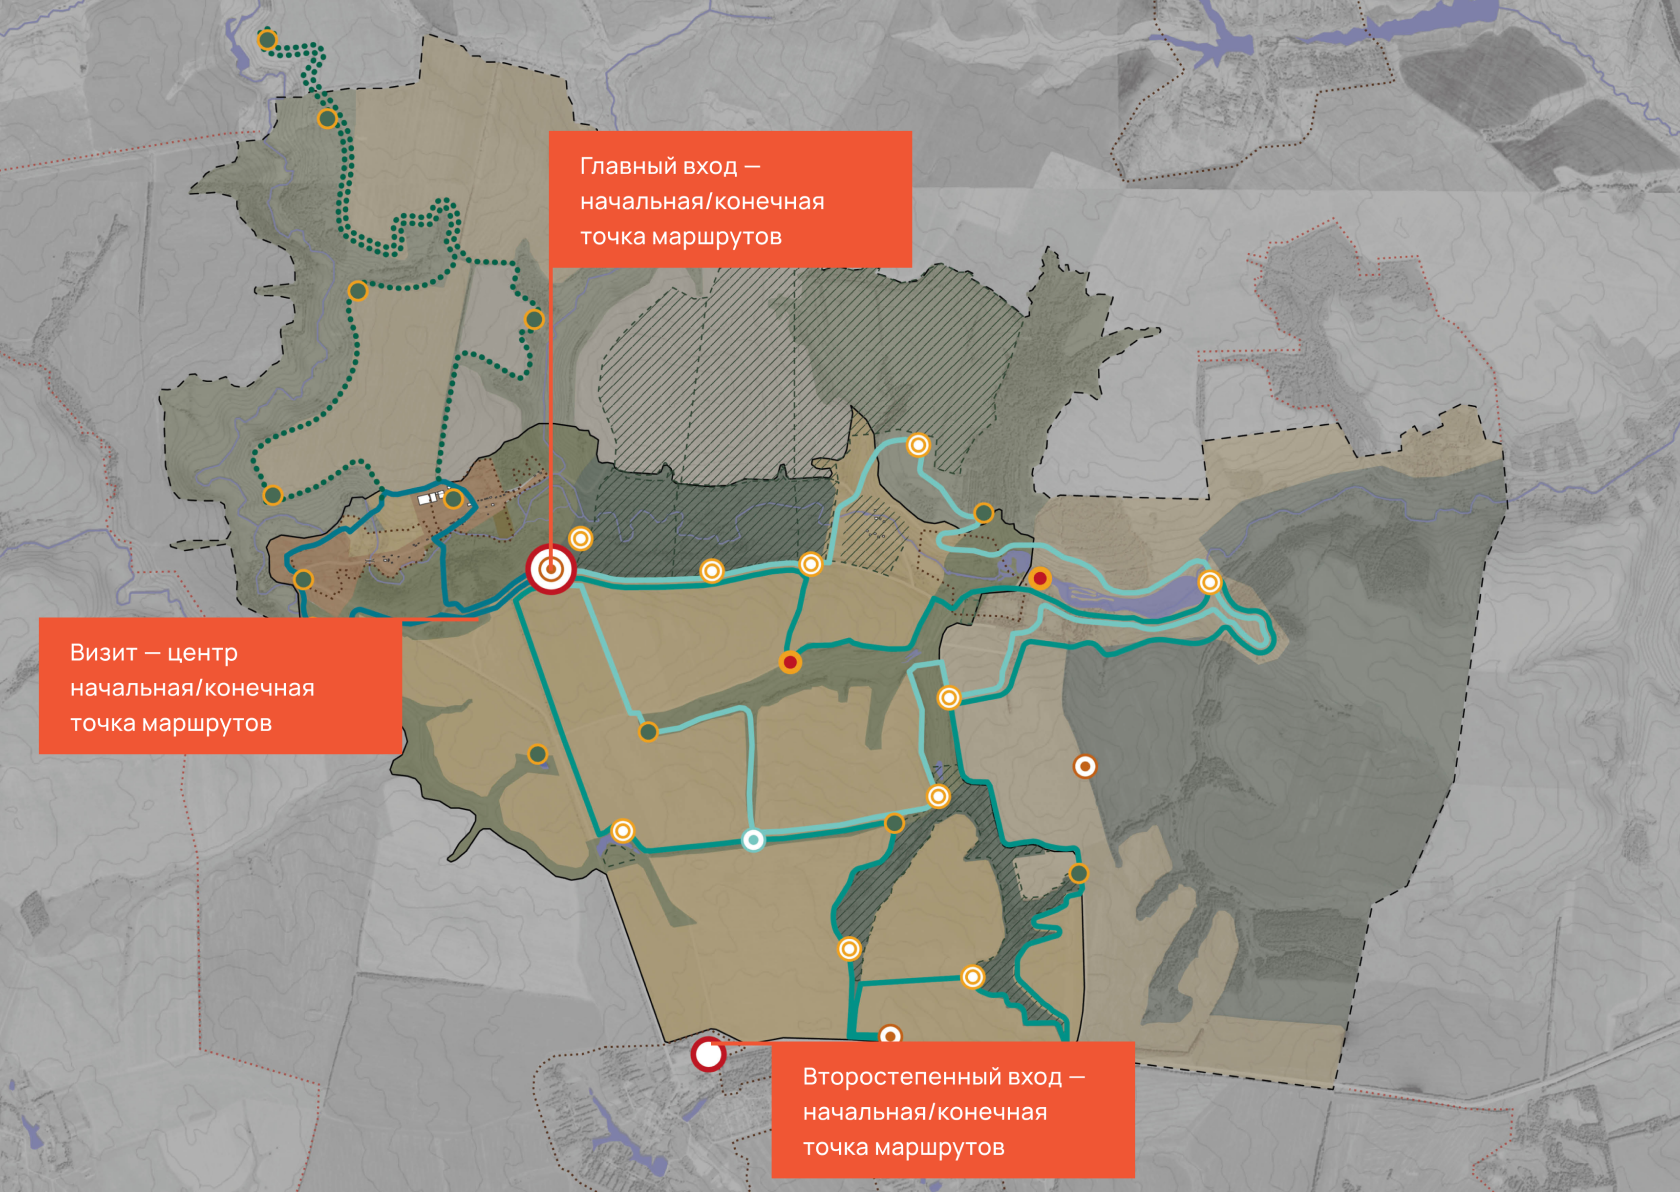 Главный вход —
начальная/конечная
точка маршрутов
Визит — центр
начальная/конечная
точка маршрутов
Второстепенный вход —
начальная/конечная
точка маршрутов